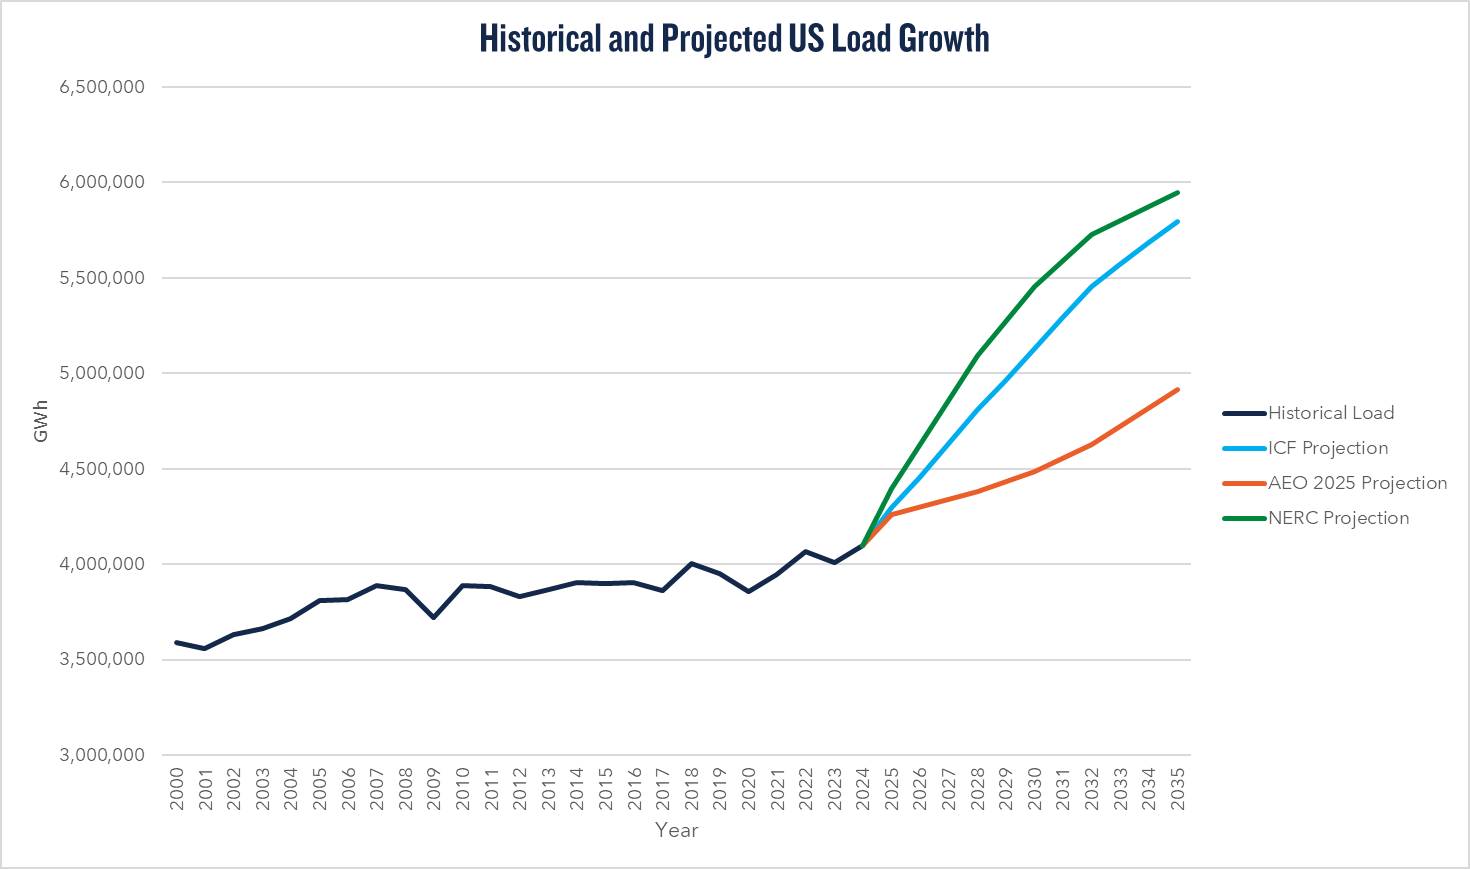 Historical and Projected US Load Growth
6,500,000
6,000,000
5,500,000
5,000,000
4,500,000
4,000,000
3,500,000
3,000,000
GWh
2000 2001 2002 2003 2004 2005 2006 2007 2008 2009 2010 2011 2012 2013 2014 2015 2016 2017 2018 2019 2020 2021 2022 2023 2024 2025 2026 2027 2028 2029 2030 2031 2032 2033 2034 2035
Year
Historical Load
ICF Projection
AEO 2025 Projection
NERC Projection